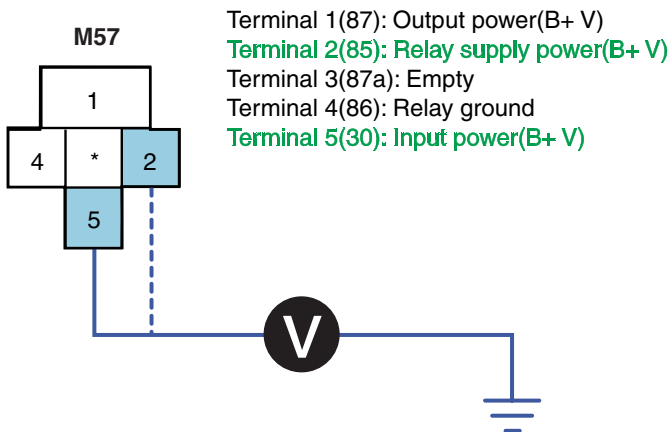 M57
Terminal 1(87): Output power(B+ V)
Terminal 2(85): Relay supply power(B+ V)
Terminal 3(87a): Empty
Terminal 4(86): Relay ground
Terminal 5(30): Input power(B+ V)
1
4 * 2
5
V